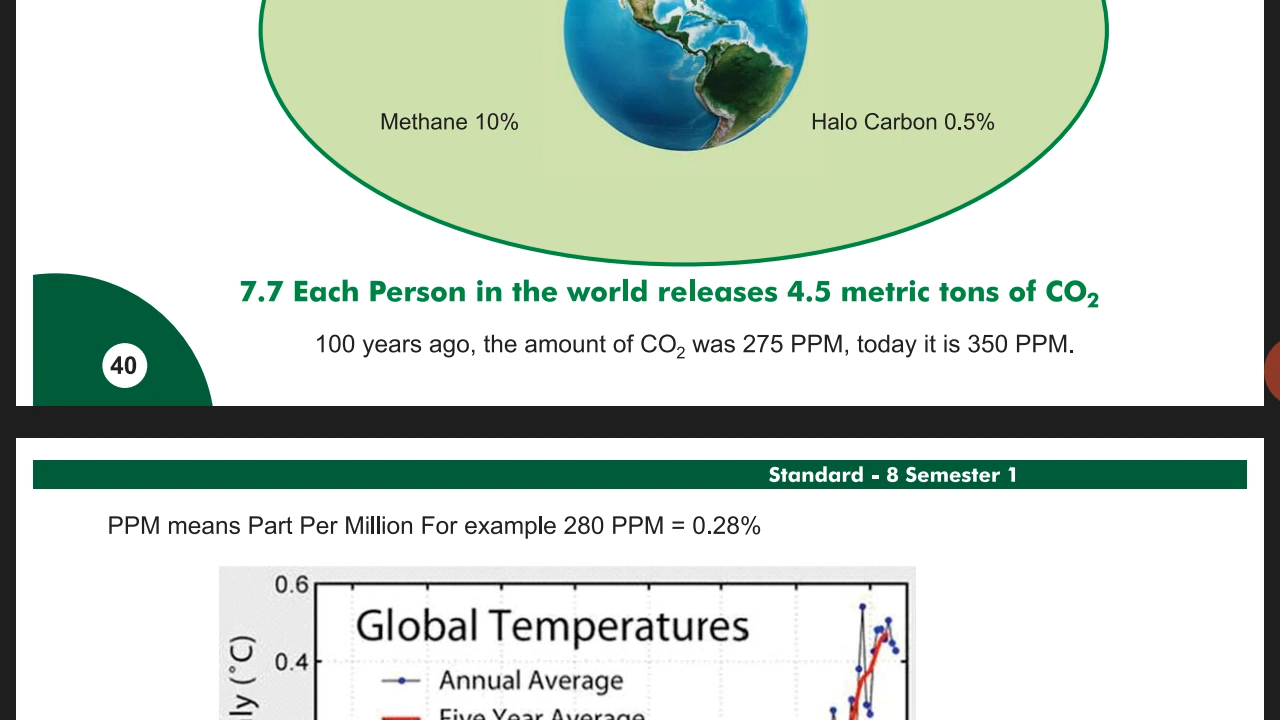 Methane 10%
Halo Carbon 0.5%
7.7 Each Person in the world releases 4.5 metric tons of CO₂
100 years ago, the amount of CO₂ was 275 PPM, today it is 350 PPM.
40
Standard - 8 Semester 1
PPM means Part Per Million For example 280 PPM = 0.28%
0.6
Global Temperatures
0.4
Annual Average
Five Year Average
(°C)